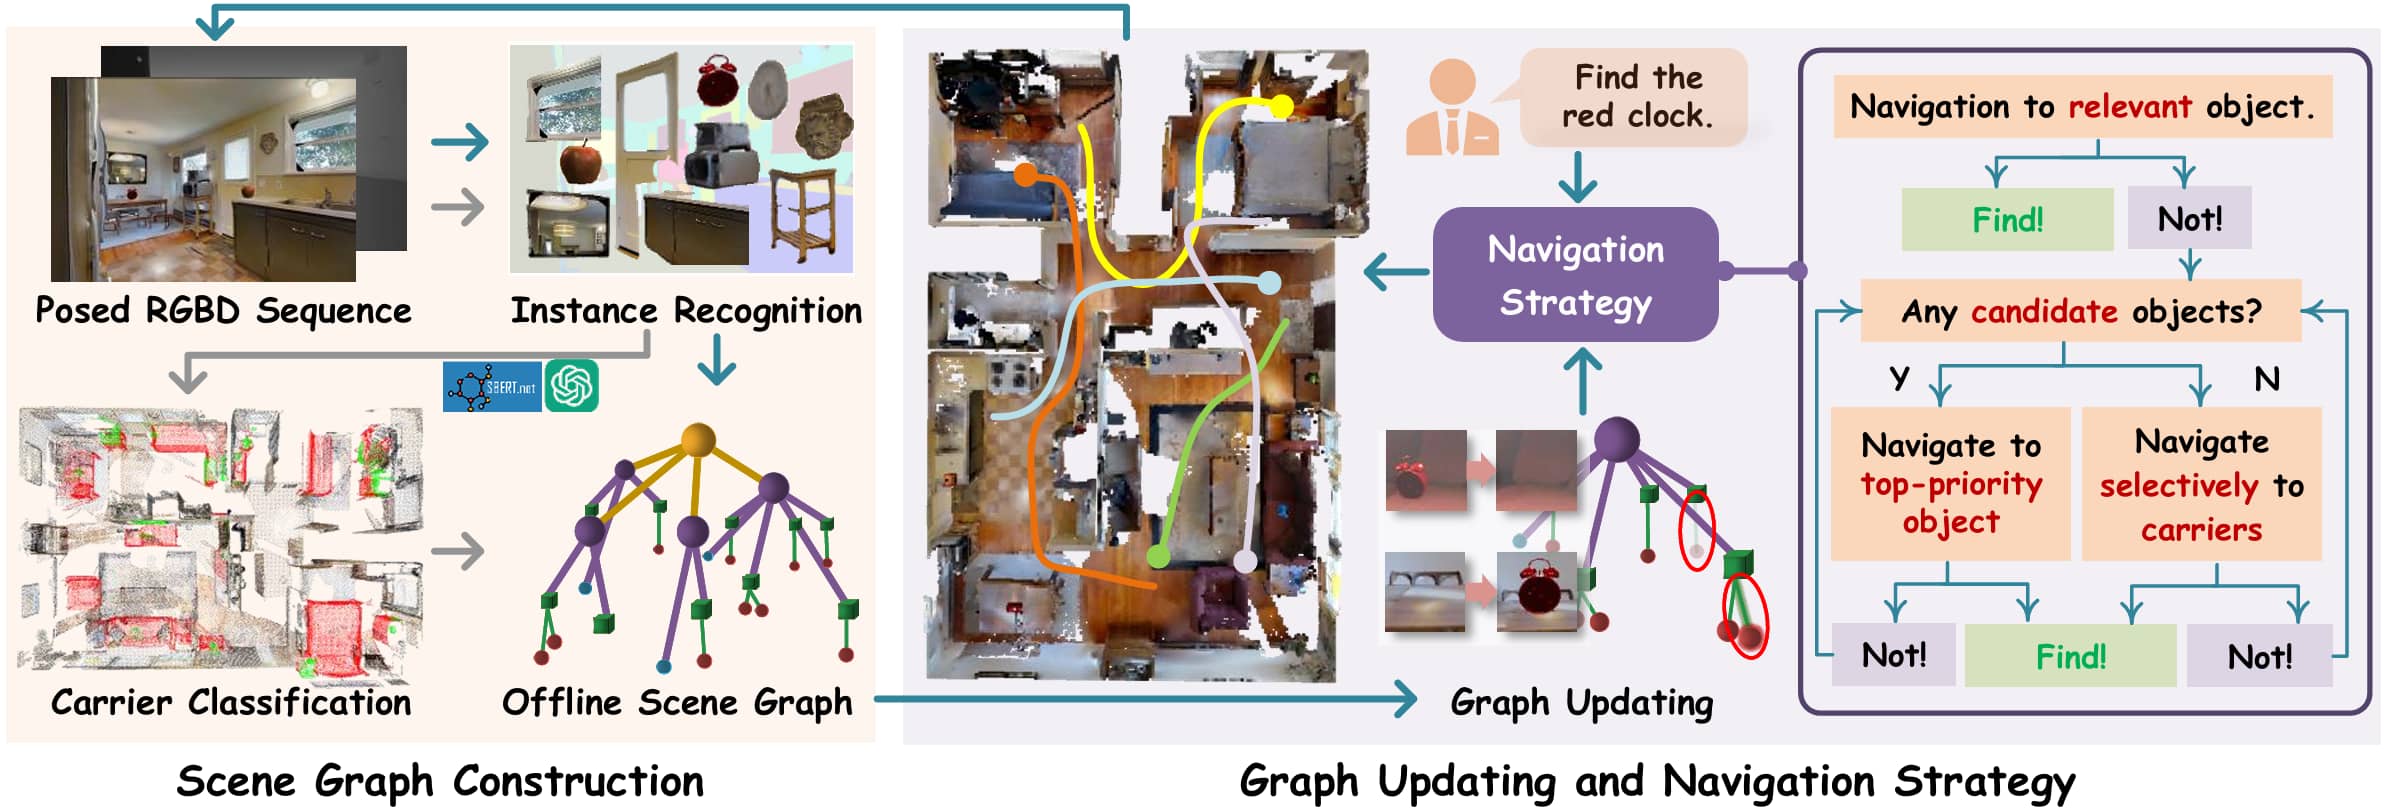 Posed RGBD Sequence
Instance Recognition
SBERT.net
Carrier Classification
Offline Scene Graph
Scene Graph Construction
Find the
red clock.
Navigation
Strategy
Graph Updating
Navigation to relevant object.
Find!
Not!
Any candidate objects?
Y
N
Navigate to
top-priority
object
Navigate
selectively to
carriers
Not!
Find!
Not!
Graph Updating and Navigation Strategy